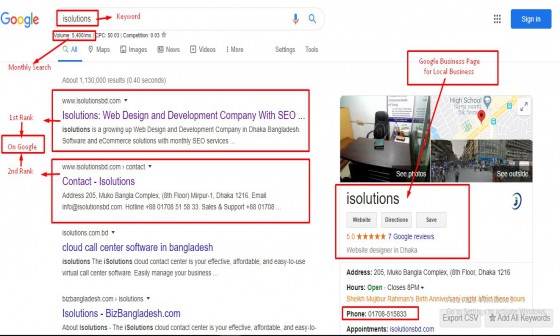 Google
isolutions
Keyword
Sign in
Volume: 5,400/mo | CPC: $0.03 | Competition: 0.03
All
Maps
Images
News
Videos
More
Settings
Tools
Monthly Search
About 1,130,000 results (0.40 seconds)
Google Business Page
for Local Business
www.isolutionsbd.com
Isolutions: Web Design and Development Company With SEO ...
isolutions is a growing up Web Design and Development Company in Dhaka Bangladesh.
Software and eCommerce solutions with monthly SEO services ...
1st Rank
On Google
2nd Rank
www.isolutionsbd.com › contact
Contact - Isolutions
Address 205, Muko Bangla Complex, (8th Floor) Mirpur-1, Dhaka 1216. Email
info@isolutionsbd.com. Hotline +88 01708 51 58 33. Sales & Support +88 01708 ...
isolutions.com.bd
cloud call center software in bangladesh
isolutions The iSolutions cloud contact center is your effective, affordable, and easy-to-use
virtual call center software. Easily manage your business ...
bizbangladesh.com › isolutions
Isolutions - BizBangladesh.com
isolutions The iSolutions cloud contact center is your effective, affordable, and easy-to-use
High School
See photos
See outside
isolutions
Website
Directions
Save
5.0 ★★★★★ 7 Google reviews
Website designer in Dhaka
Address: 205, Muko Bangla Complex, (8th Floor, Dhaka 1216
Hours: Open · Closes 8PM
Sheikh Mujibur Rahman's Birth Anniversary might affect these hours
Phone: 01708-515833
Export CSV
Add All Keywords
Appointments: isolutionsbd.com